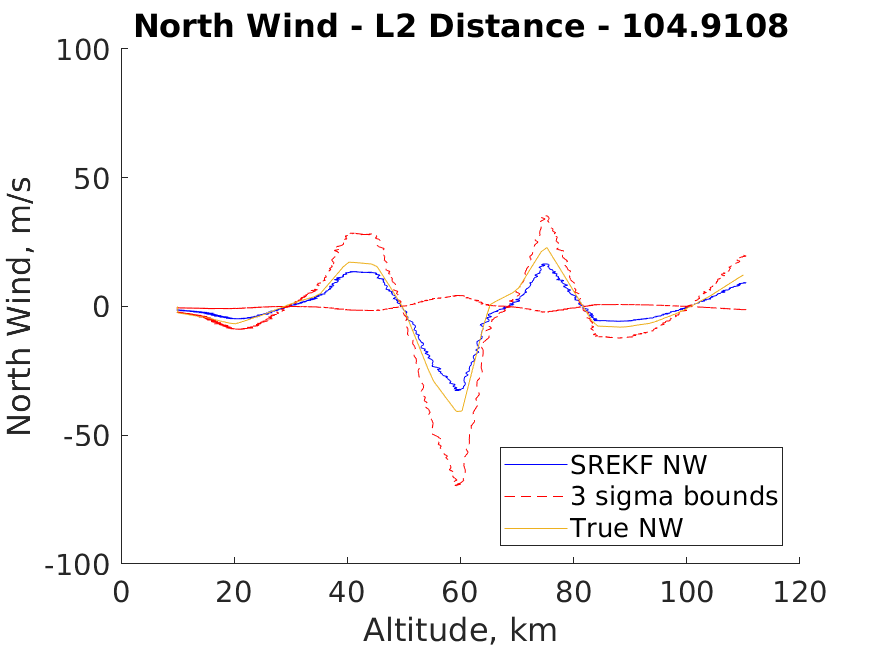 North Wind - L2 Distance - 104.9108
100
50
0
-50
-100
North Wind, m/s
0
20
40
60
80
100
120
Altitude, km
SREKF NW
3 sigma bounds
True NW